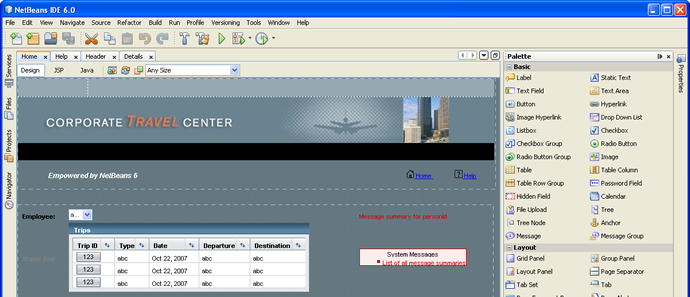 NetBeans IDE 6.0
File Edit View Navigate Source Refactor Build Run Profile Versioning Tools Window Help
Home Help Header Details
Design JSP Java Any Size
Services
Files
Projects
Navigator
CORPORATE TRAVEL CENTER
Empowered by NetBeans 6 Home Help
Employee: a... Message summary for personId
Trips
Trip ID Type Date Departure Destination
123 abc Oct 22, 2007 abc abc
123 abc Oct 22, 2007 abc abc
123 abc Oct 22, 2007 abc abc
System Messages
List of all message summaries
Palette
Basic
Label Static Text
Text Field Text Area
Button Hyperlink
Image Hyperlink Drop Down List
Listbox Checkbox
Checkbox Group Radio Button
Radio Button Group Image
Table Table Column
Table Row Group Password Field
Hidden Field Calendar
File Upload Tree
Tree Node Anchor
Message Message Group
Layout
Grid Panel Group Panel
Layout Panel Page Separator
Tab Set Tab
Properties